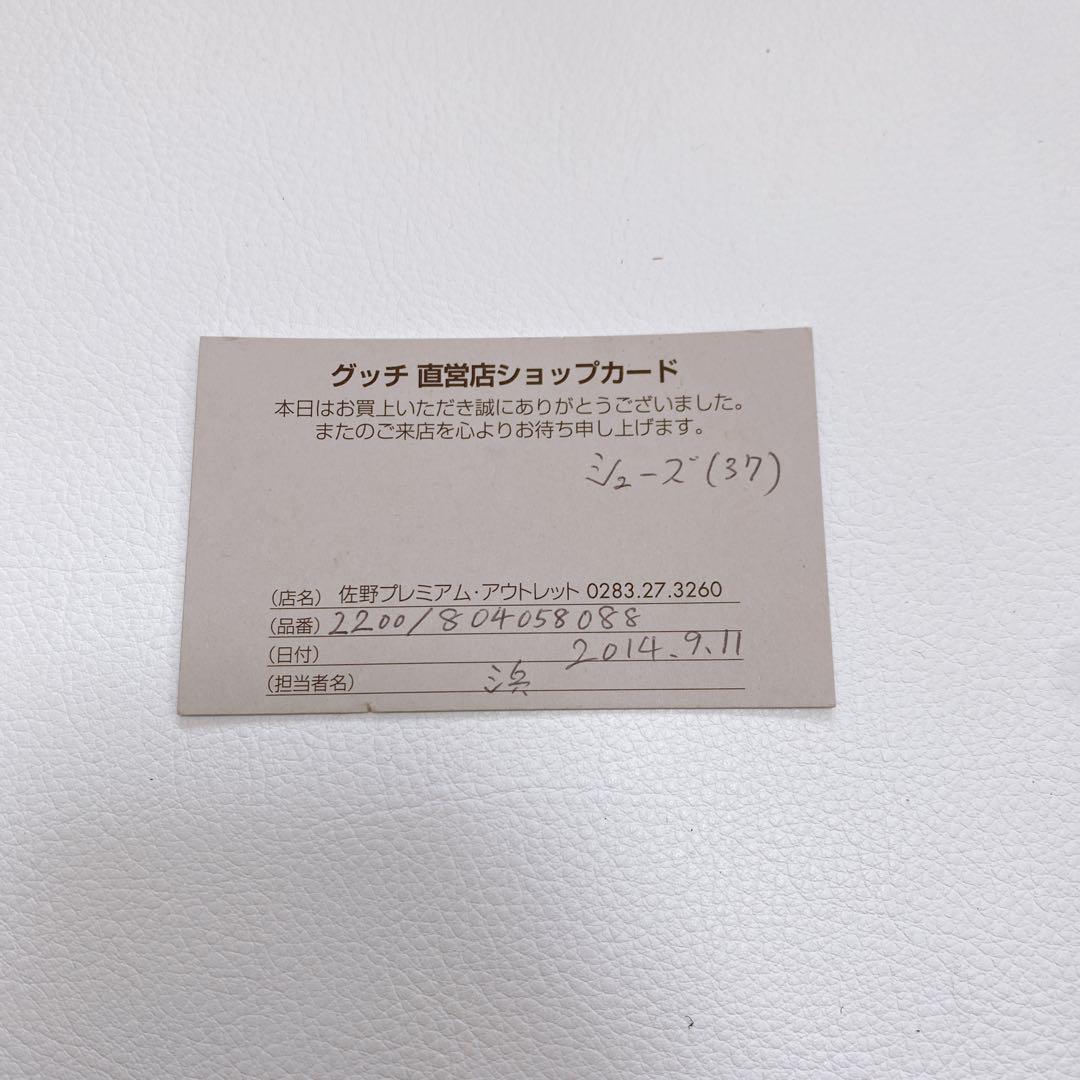 グッチ 直営店ショップカード
本日はお買上いただき誠にありがとうございました。
またのご来店を心よりお待ち申し上げます。
シューズ(37)
(店名) 佐野プレミアム・アウトレット 0283.27.3260
(品番) 2200/804058088
(日付) 2014.9.11
(担当者名) 浜